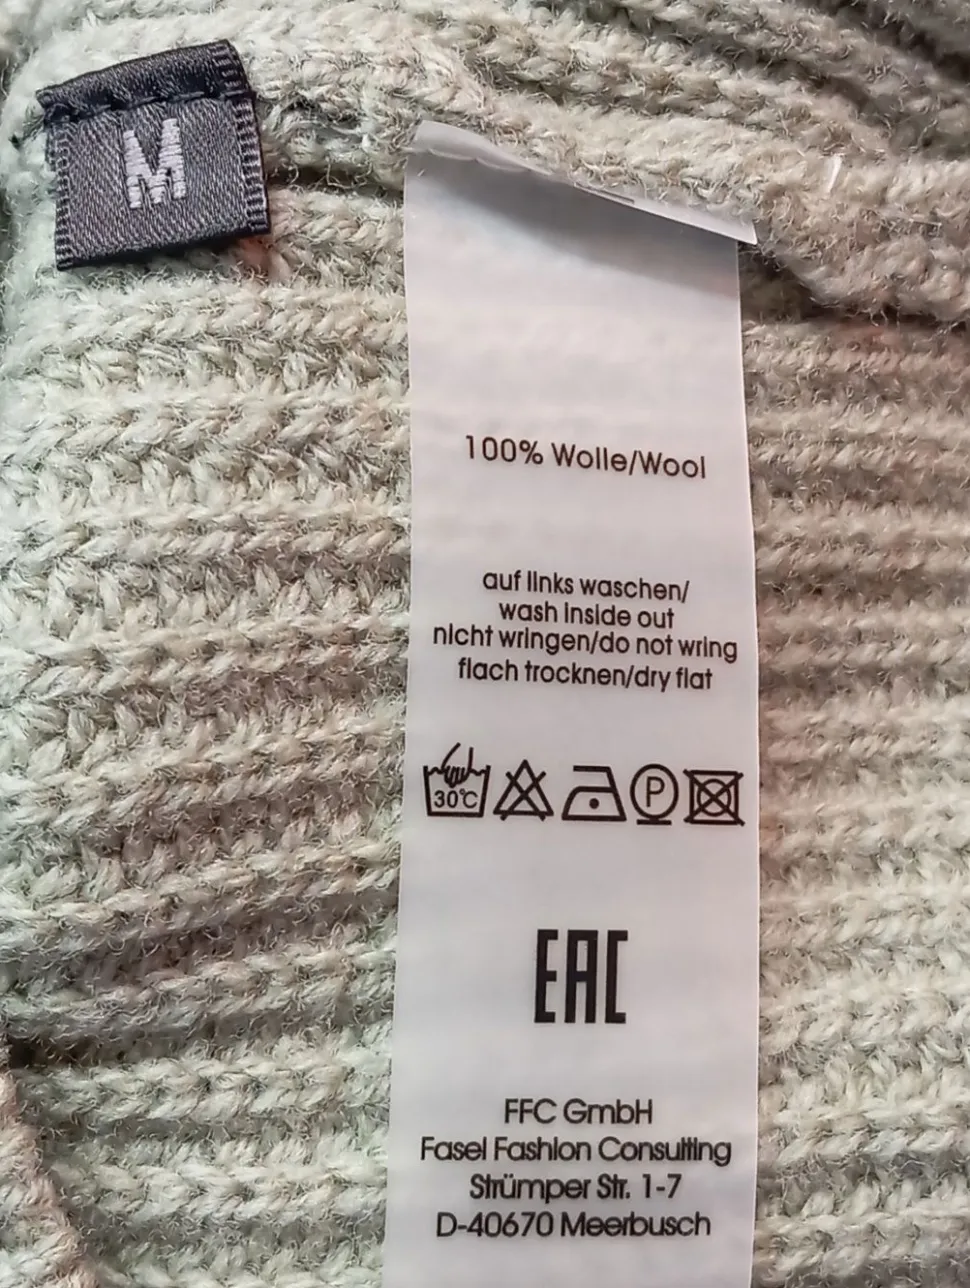 M
100% Wolle/Wool
auf links waschen/
wash inside out
nicht wringen/do not wring
flach trocknen/dry flat
30°C P
EAC
FFC GmbH
Fasel Fashion Consulting
Strümper Str. 1-7
D-40670 Meerbusch